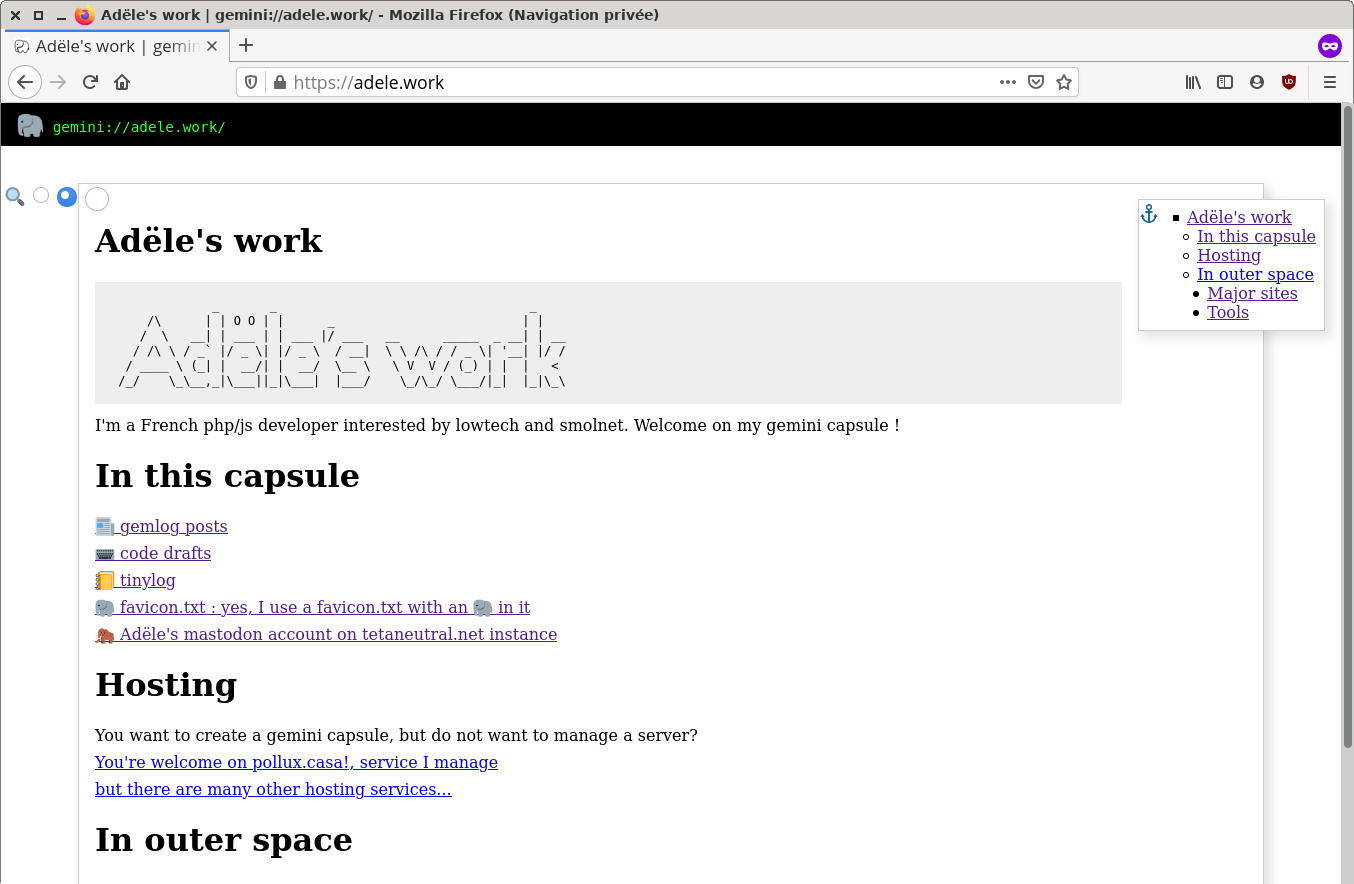 Adële's work | gemini://adele.work/ - Mozilla Firefox (Navigation privée)
Adële's work | gemin
https://adele.work
gemini://adele.work/
Adële's work
In this capsule
Hosting
In outer space
Major sites
Tools
Adële's work
Adële's work
I'm a French php/js developer interested by lowtech and smolnet. Welcome on my gemini capsule !
In this capsule
gemlog posts
code drafts
tinylog
favicon.txt : yes, I use a favicon.txt with an 🐘 in it
Adële's mastodon account on tetaneutral.net instance
Hosting
You want to create a gemini capsule, but do not want to manage a server?
You're welcome on pollux.casa!, service I manage
but there are many other hosting services...
In outer space